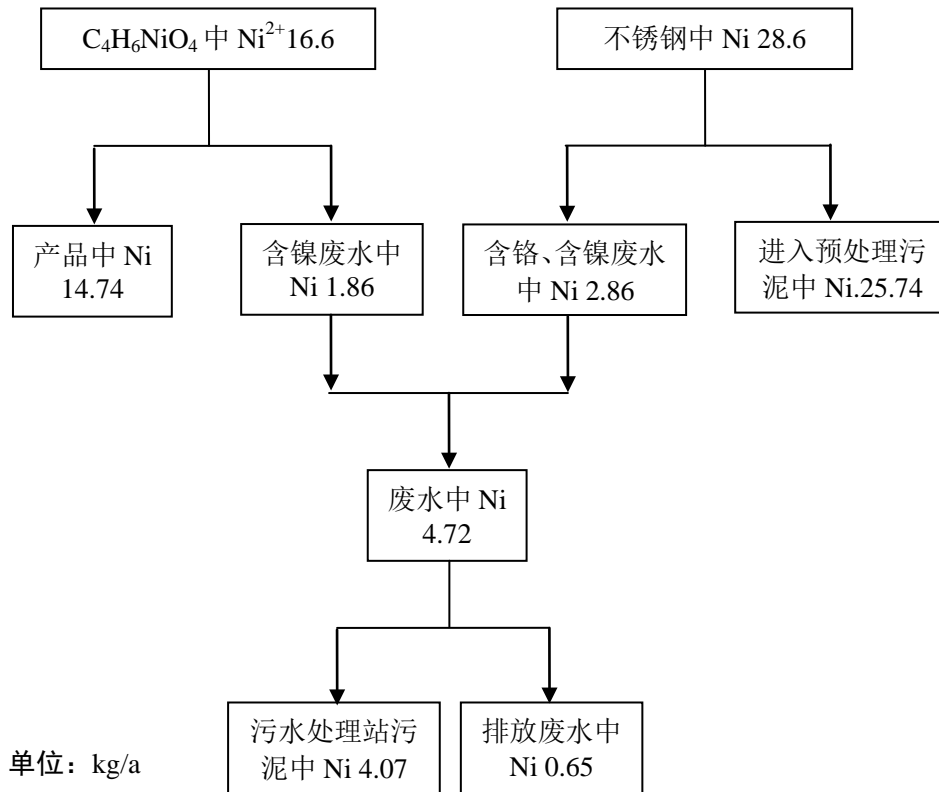 C₄H₆NiO₄ 中 Ni²⁺16.6
不锈钢中 Ni 28.6
产品中 Ni
14.74
含镍废水中
Ni 1.86
含铬、含镍废水
中 Ni 2.86
进入预处理污
泥中 Ni.25.74
废水中 Ni
4.72
污水处理站污
泥中 Ni 4.07
排放废水中
Ni 0.65
单位：kg/a